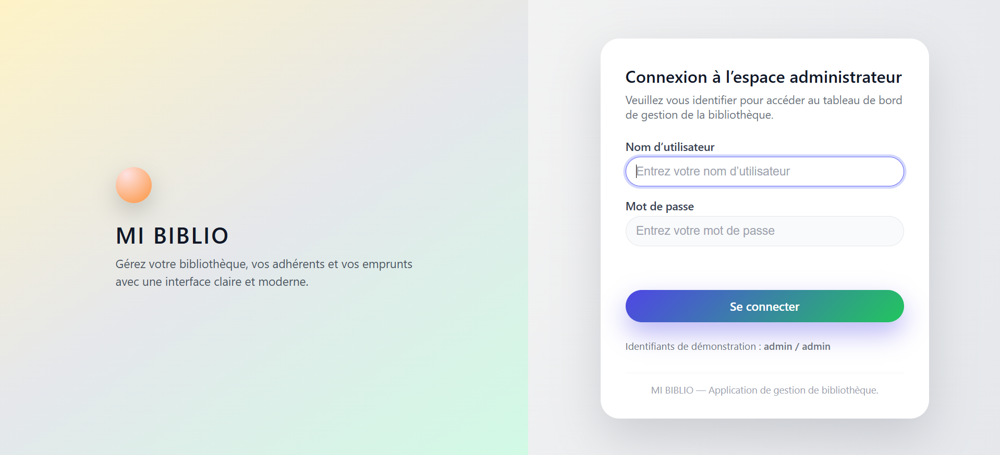 MI BIBLIO
Gérez votre bibliothèque, vos adhérents et vos emprunts
avec une interface claire et moderne.
Connexion à l’espace administrateur
Veuillez vous identifier pour accéder au tableau de bord
de gestion de la bibliothèque.
Nom d’utilisateur
Entrez votre nom d’utilisateur
Mot de passe
Entrez votre mot de passe
Se connecter
Identifiants de démonstration : admin / admin
MI BIBLIO — Application de gestion de bibliothèque.